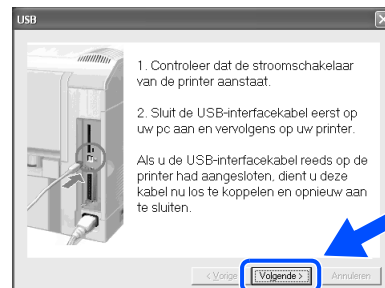 USB
1. Controleer dat de stroomschakelaar
van de printer aanstaat.
2. Sluit de USB-interfacekabel eerst op
uw pc aan en vervolgens op uw printer.
Als u de USB-interfacekabel reeds op de
printer had aangesloten, dient u deze
kabel nu los te koppelen en opnieuw aan
te sluiten.
< Vorige Volgende > Annuleren